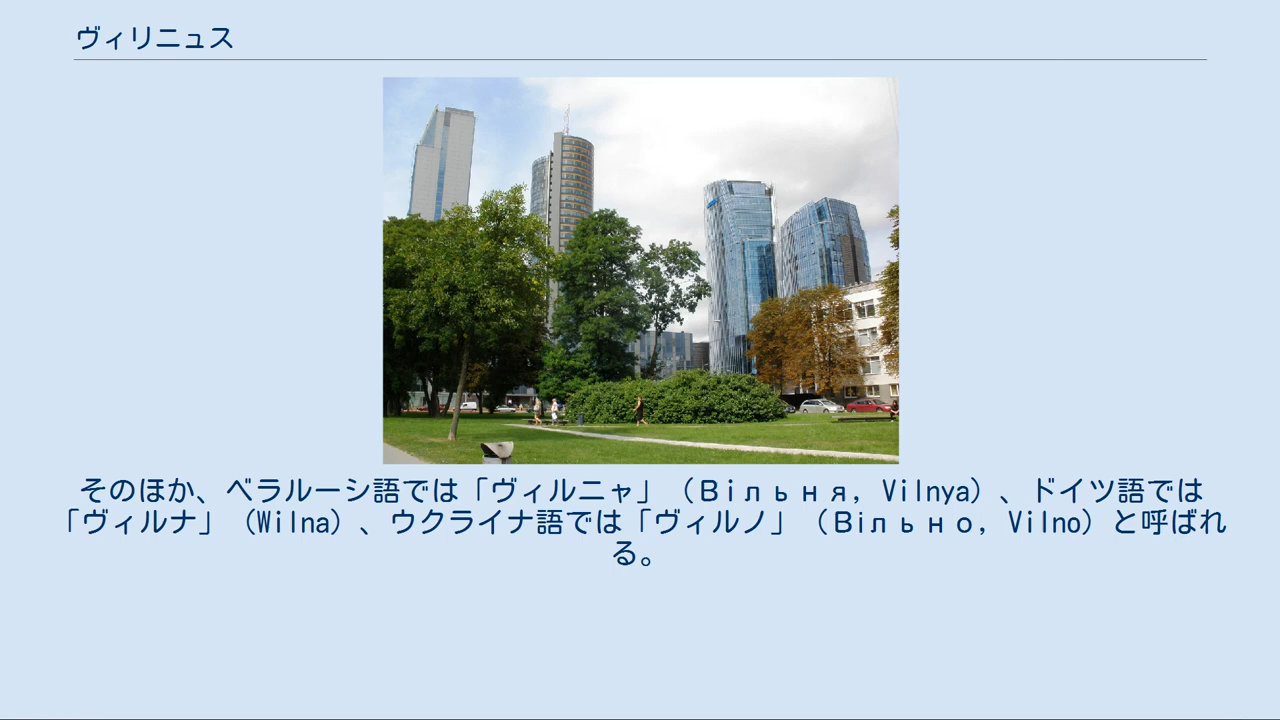 ヴィリニュス
そのほか、ベラルーシ語では「ヴィルニャ」（Вiльня, Vilnya）、ドイツ語では
「ヴィルナ」（Wilna）、ウクライナ語では「ヴィルノ」（Вiльно, Vilno）と呼ばれ
る。